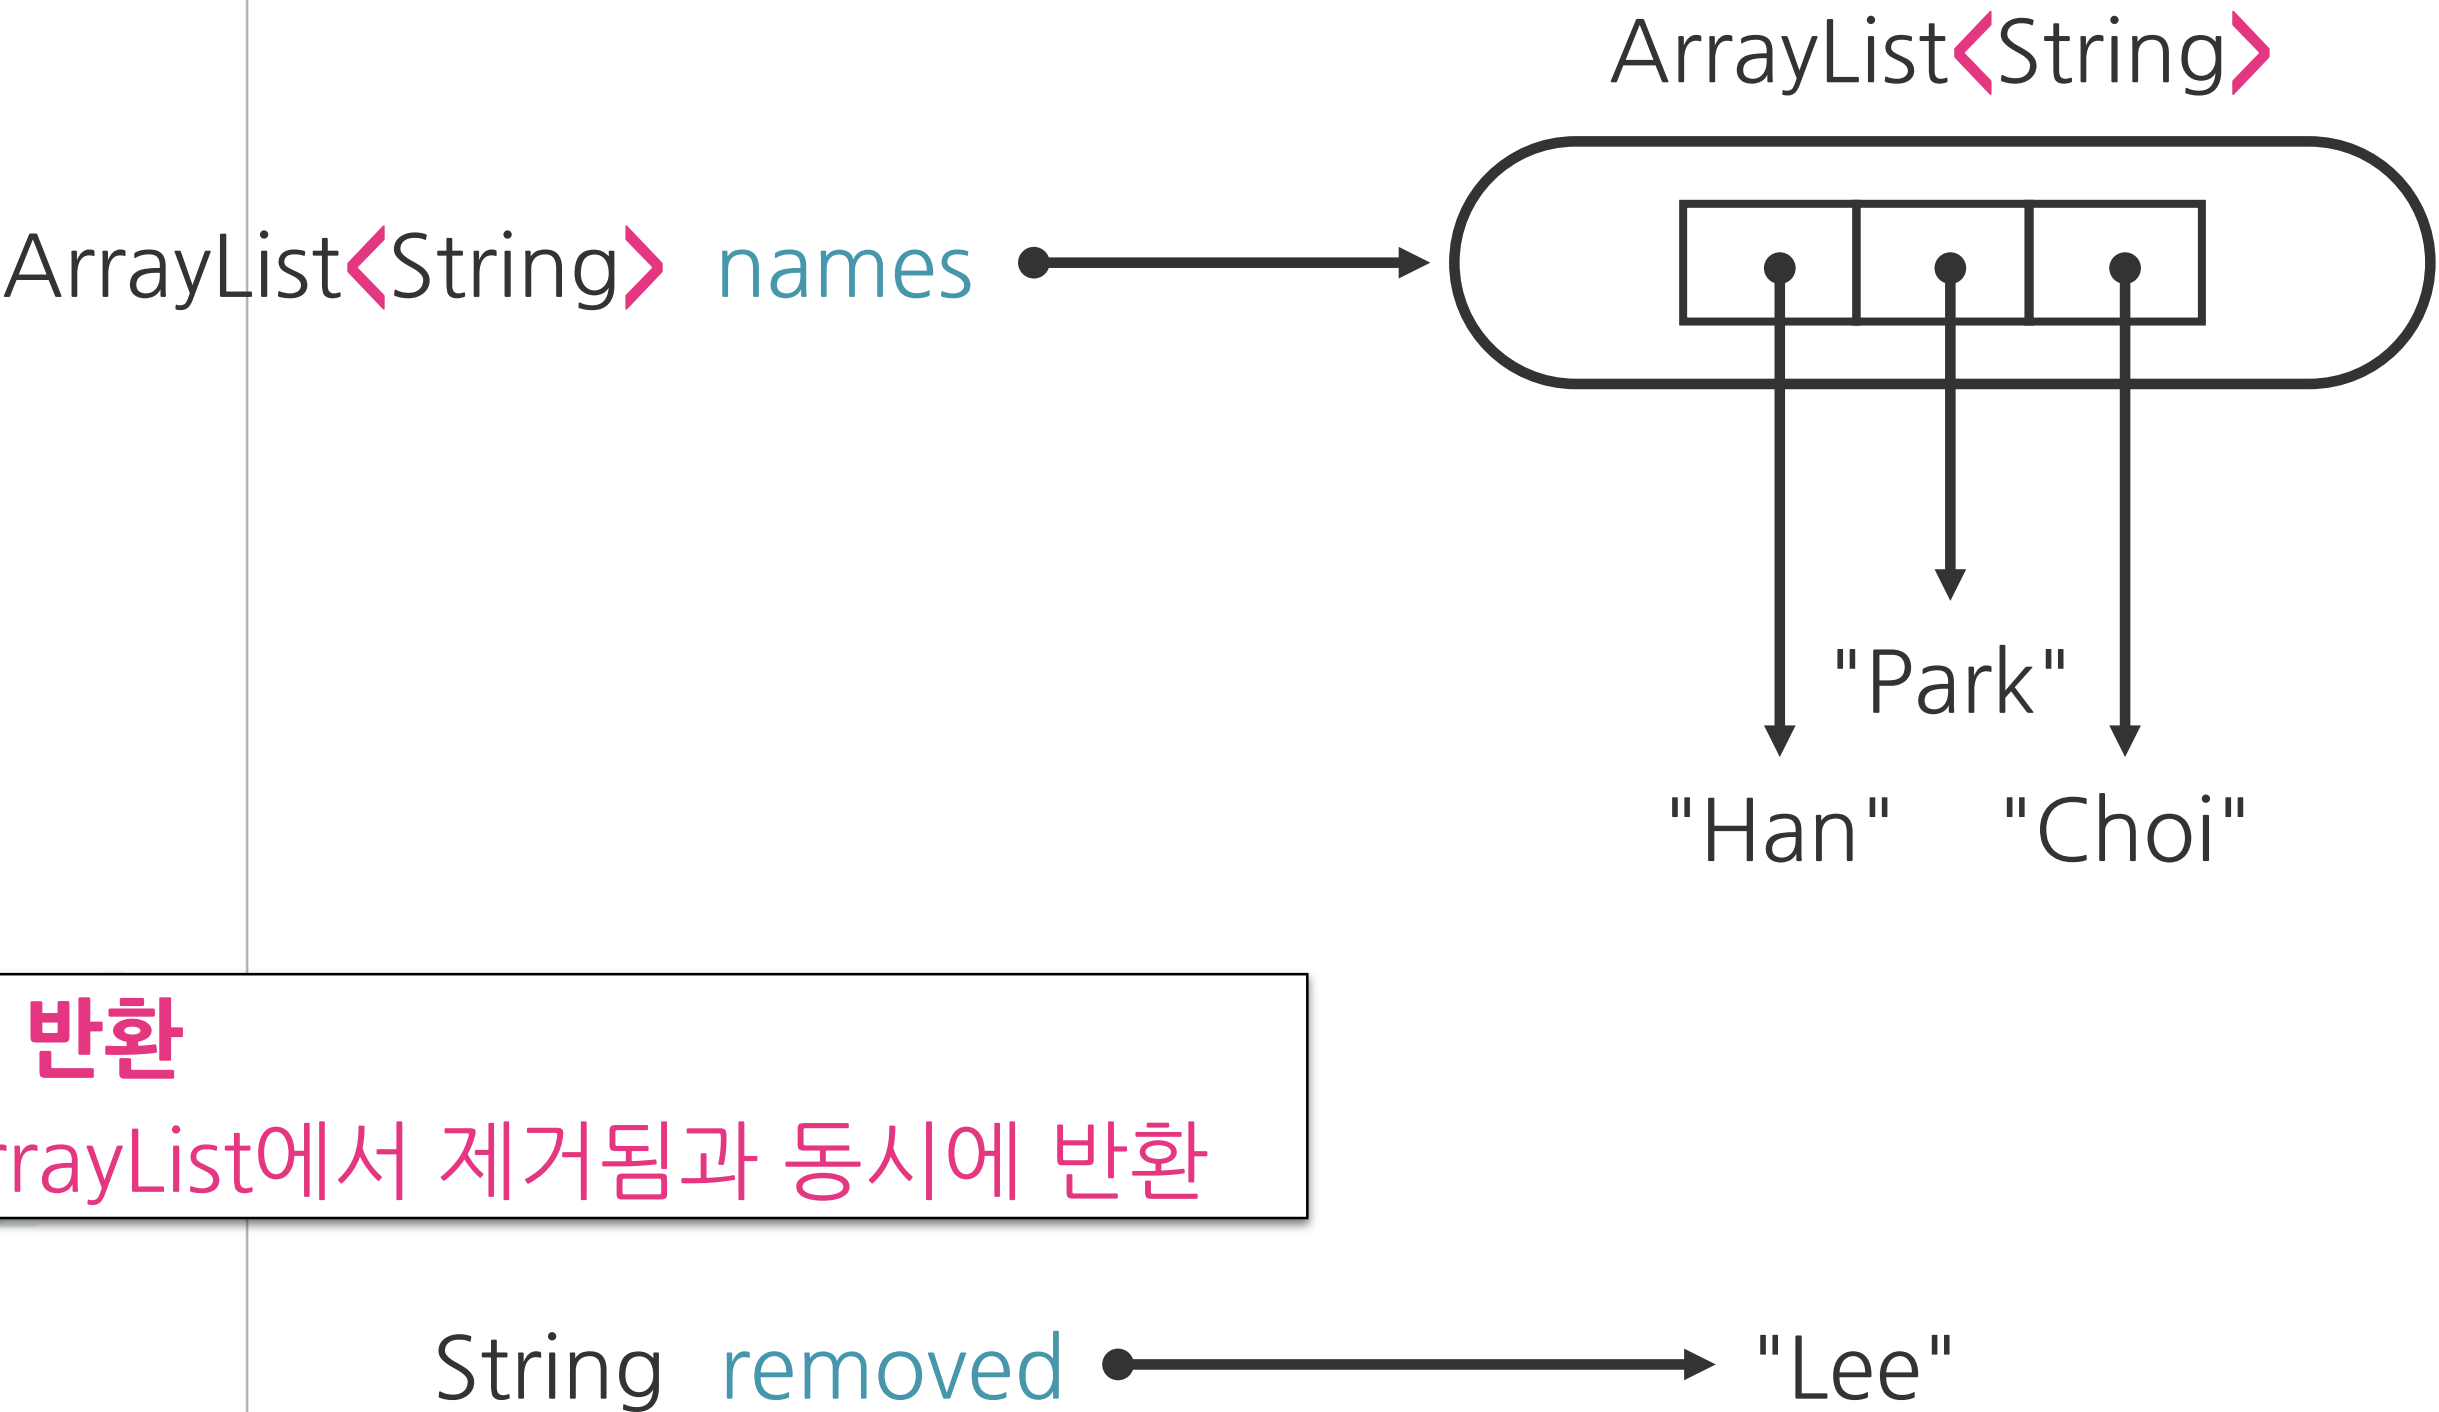 ArrayList<String>
ArrayList<String> names
"Park"
"Han" "Choi"
반환
rrayList에서 제거됨과 동시에 반환
String removed "Lee"